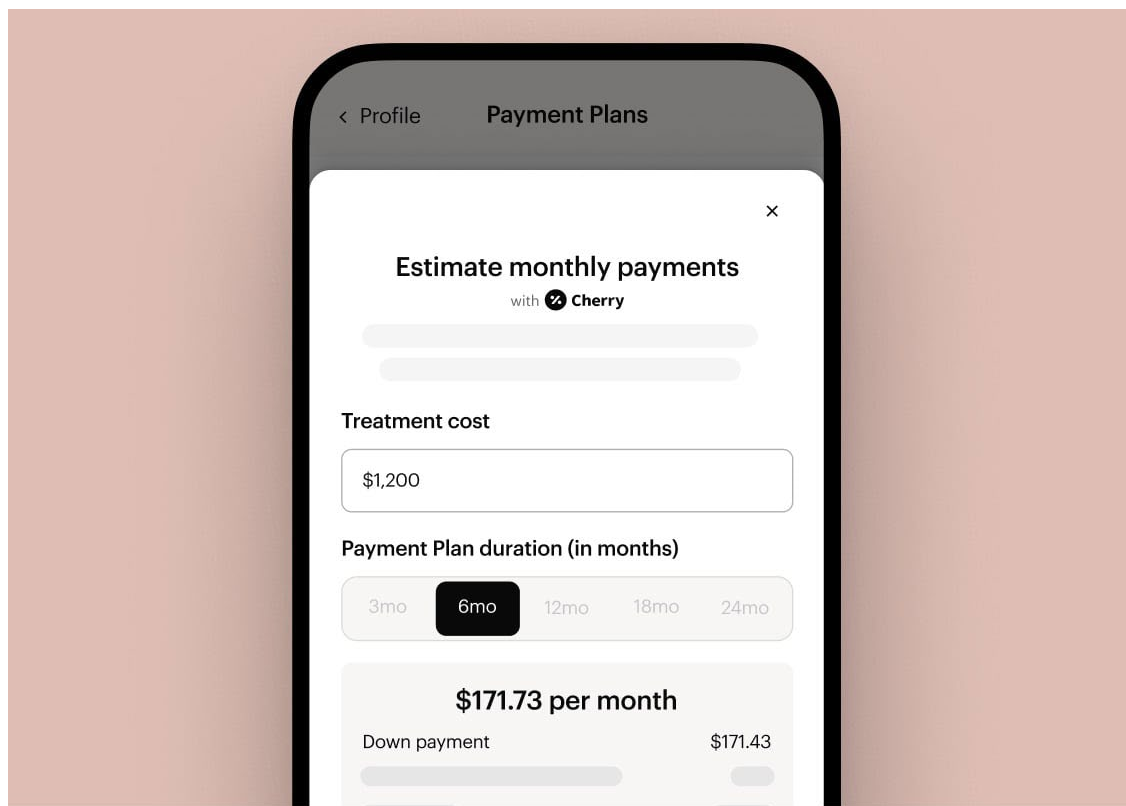 ‹ Profile Payment Plans
×
Estimate monthly payments
with Cherry
Treatment cost
$1,200
Payment Plan duration (in months)
3mo 6mo 12mo 18mo 24mo
$171.73 per month
Down payment $171.43